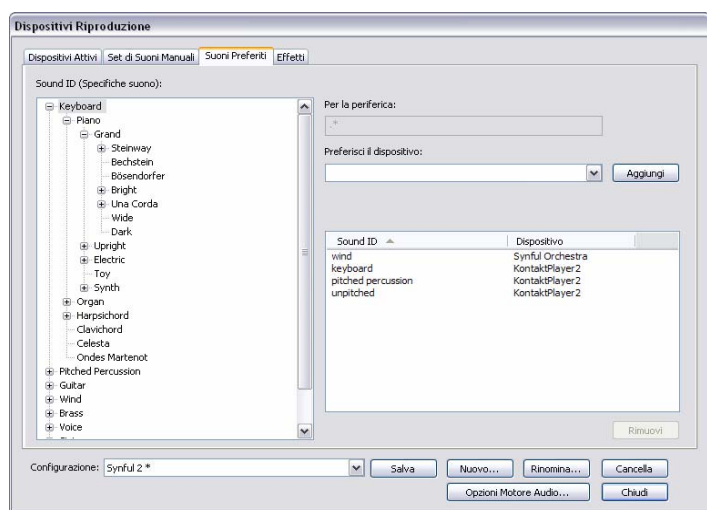 Dispositivi Riproduzione
Dispositivi Attivi Set di Suoni Manuali Suoni Preferiti Effetti
Sound ID (Specifiche suono):
Keyboard
Piano
Grand
Steinway
Bechstein
Bösendorfer
Bright
Una Corda
Wide
Dark
Upright
Electric
Toy
Synth
Organ
Harpsichord
Clavichord
Celesta
Ondes Martenot
Pitched Percussion
Guitar
Wind
Brass
Voice
Per la periferica:
.*
Preferisci il dispositivo:
Aggiungi
Sound ID Dispositivo
wind Synful Orchestra
keyboard KontaktPlayer2
pitched percussion KontaktPlayer2
unpitched KontaktPlayer2
Rimuovi
Configurazione: Synful 2 * Salva Nuovo... Rinomina... Cancella
Opzioni Motore Audio... Chiudi